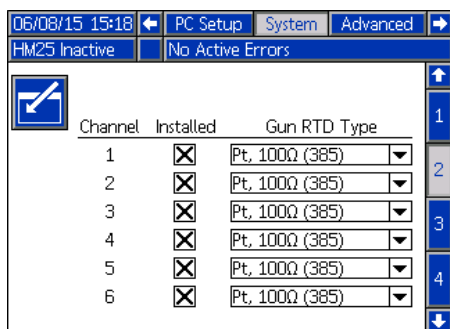 06/08/15 15:18 PC Setup System Advanced
HM25 Inactive No Active Errors
Channel Installed Gun RTD Type
1 Pt, 100Ω (385)
2 Pt, 100Ω (385)
3 Pt, 100Ω (385)
4 Pt, 100Ω (385)
5 Pt, 100Ω (385)
6 Pt, 100Ω (385)
1
2
3
4